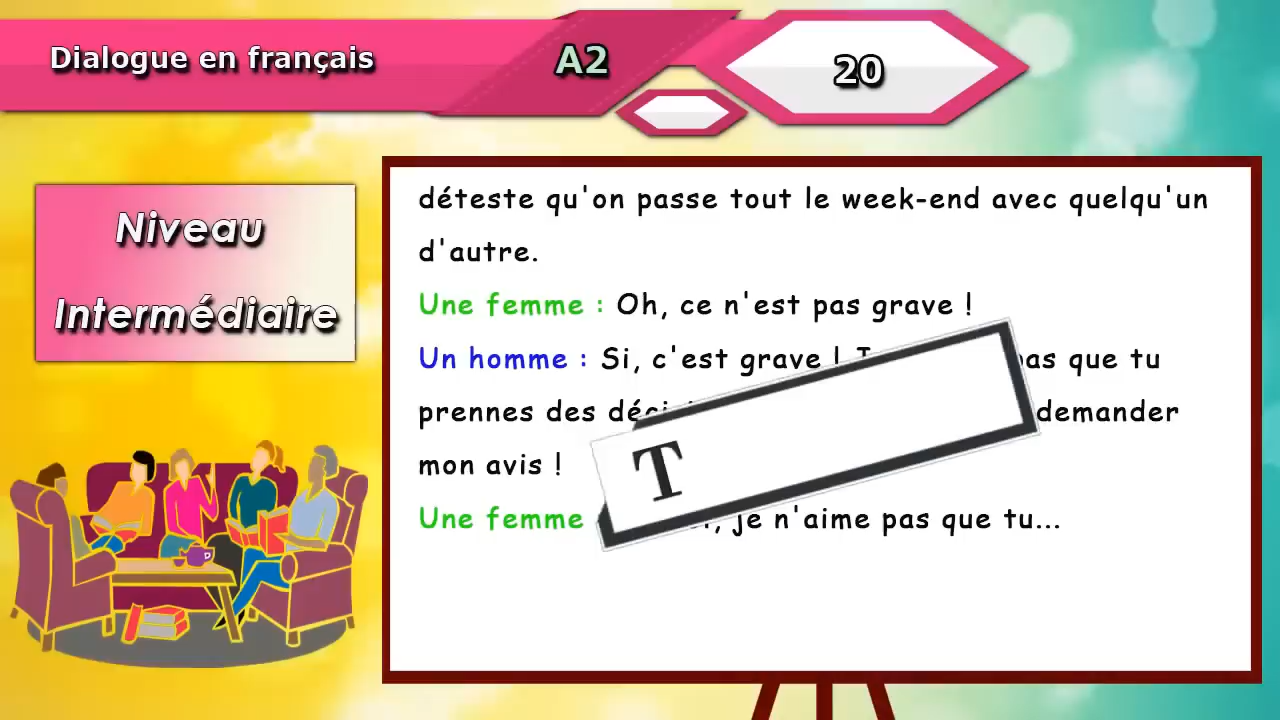 Dialogue en français
A2
20
Niveau
Intermédiaire
déteste qu'on passe tout le week-end avec quelqu'un
d'autre.
Une femme : Oh, ce n'est pas grave !
Un homme : Si, c'est grave ! que tu
prennes des demander
mon avis !
Une femme je n'aime pas que tu...
T